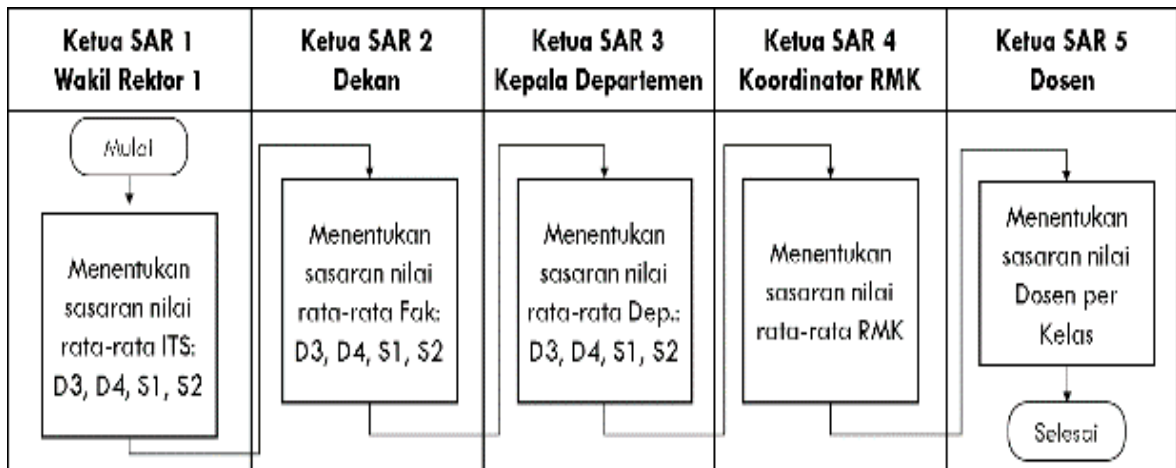 Ketua SAR 1
Wakil Rektor 1
Ketua SAR 2
Dekan
Ketua SAR 3
Kepala Departemen
Ketua SAR 4
Koordinator RMK
Ketua SAR 5
Dosen
Mulai
Menentukan
sasaran nilai
rata-rata ITS:
D3, D4, S1, S2
Menentukan
sasaran nilai
rata-rata Fak:
D3, D4, S1, S2
Menentukan
sasaran nilai
rata-rata Dep.:
D3, D4, S1, S2
Menentukan
sasaran nilai
rata-rata RMK
Menentukan
sasaran nilai
Dosen per
Kelas
Selesai